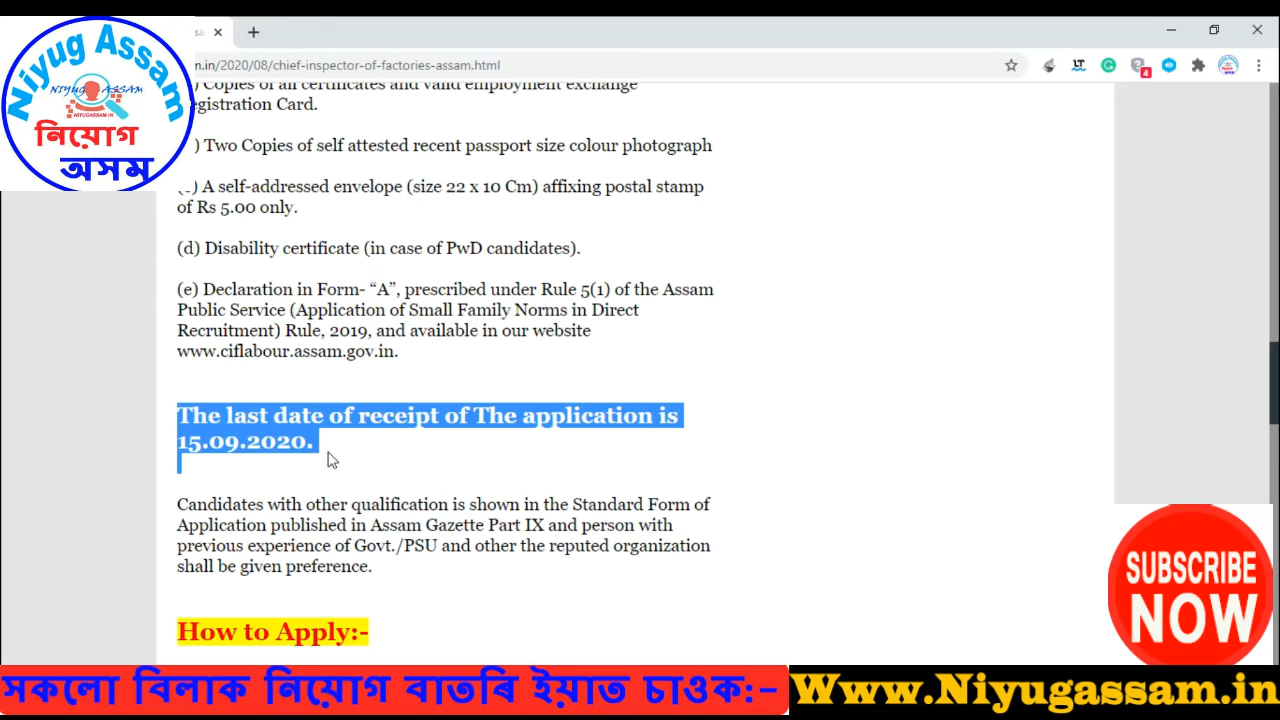 Niyug Assam
NIYUG ASSAM
NIYUGASSAM.IN
নিয়োগ
অসম
m.in/2020/08/chief-inspector-of-factories-assam.html
LT
4
) Copies of all certificates and valid employment exchange
egistration Card.
) Two Copies of self attested recent passport size colour photograph
) A self-addressed envelope (size 22 x 10 Cm) affixing postal stamp
of Rs 5.00 only.
(d) Disability certificate (in case of PwD candidates).
(e) Declaration in Form- “A”, prescribed under Rule 5(1) of the Assam
Public Service (Application of Small Family Norms in Direct
Recruitment) Rule, 2019, and available in our website
www.ciflabour.assam.gov.in.
The last date of receipt of The application is
15.09.2020.
Candidates with other qualification is shown in the Standard Form of
Application published in Assam Gazette Part IX and person with
previous experience of Govt./PSU and other the reputed organization
shall be given preference.
How to Apply:-
SUBSCRIBE
NOW
সকলো বিলাক নিয়োগ বাতৰি ইয়াত চাওক:–
Www.Niyugassam.in